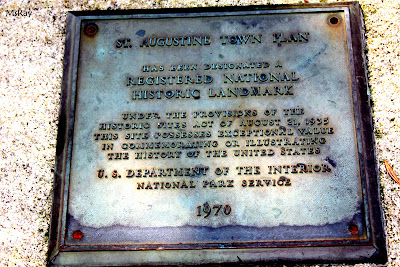 McKay
ST. AUGUSTINE TOWN PLAN
HAS BEEN DESIGNATED A
REGISTERED NATIONAL
HISTORIC LANDMARK
UNDER THE PROVISIONS OF THE
HISTORIC SITES ACT OF AUGUST 21, 1935
THIS SITE POSSESSES EXCEPTIONAL VALUE
IN COMMEMORATING OR ILLUSTRATING
THE HISTORY OF THE UNITED STATES
U.S. DEPARTMENT OF THE INTERIOR
NATIONAL PARK SERVICE
1970